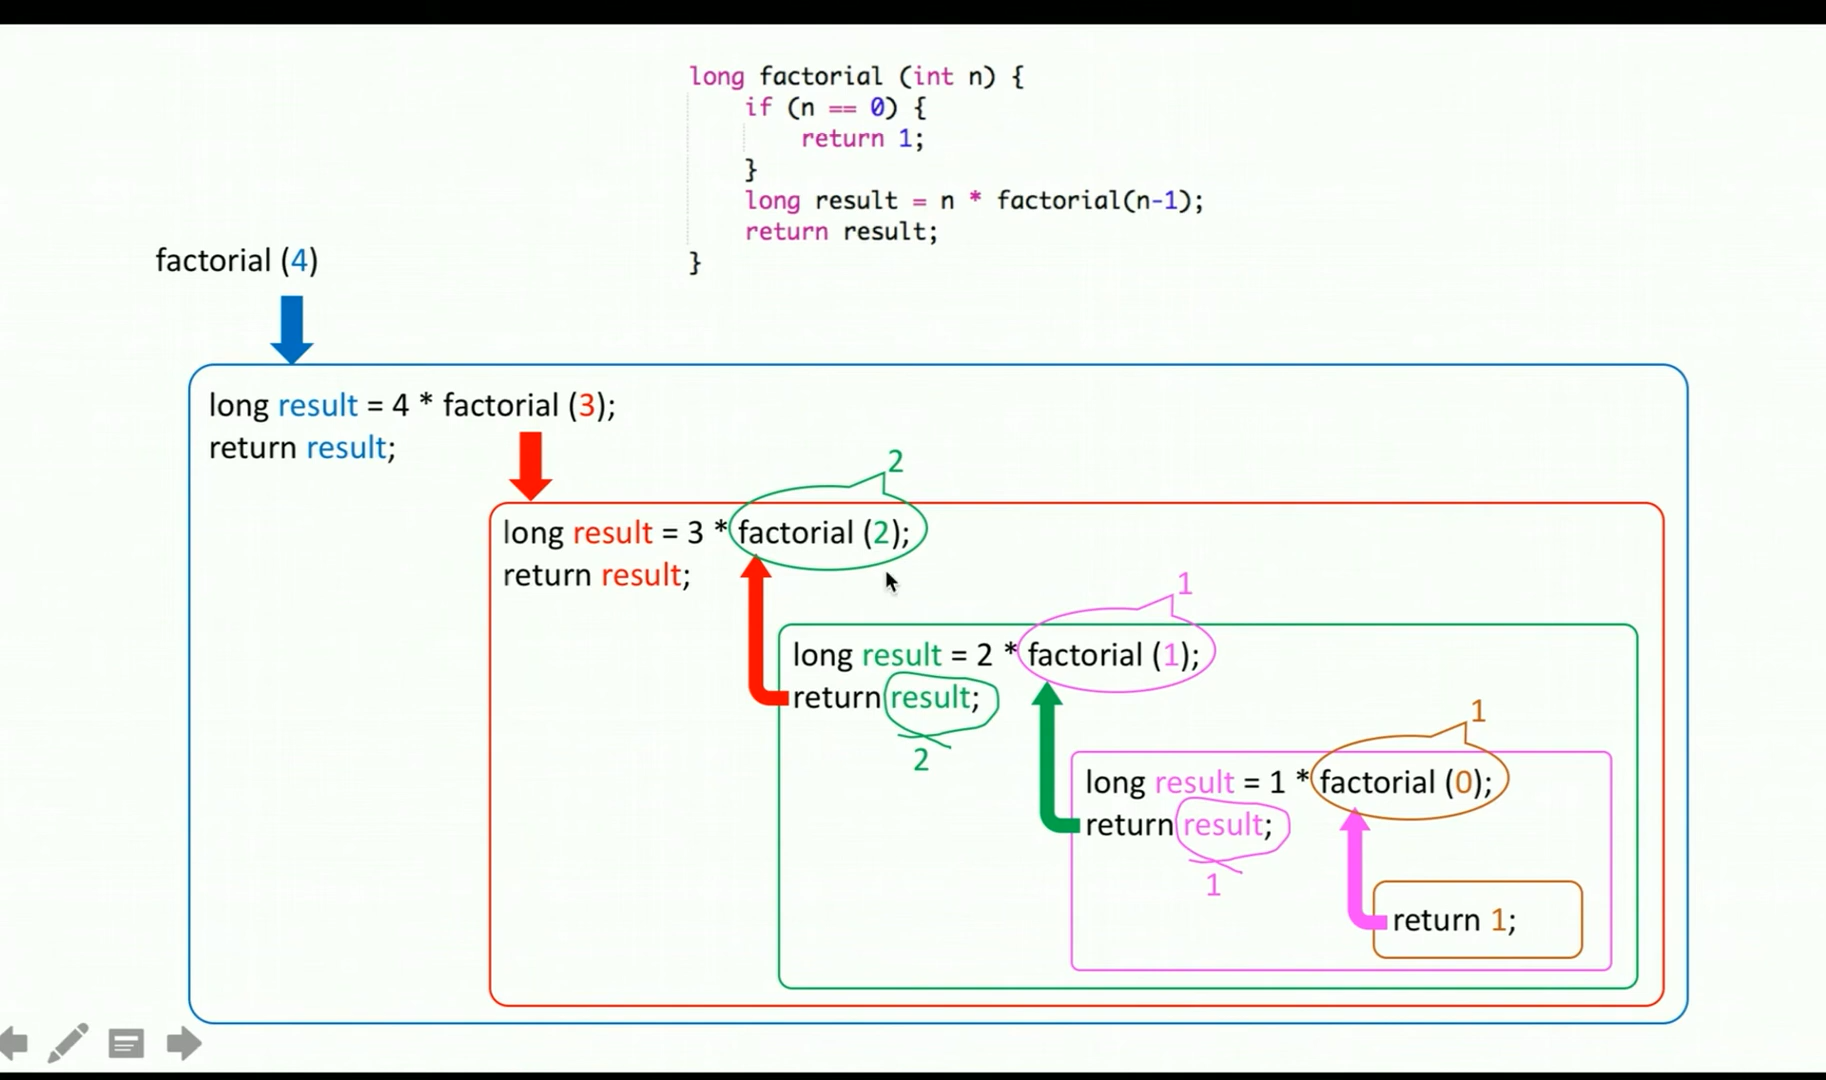 long factorial (int n) {
if (n == 0) {
return 1;
}
long result = n * factorial(n-1);
return result;
}
factorial (4)
long result = 4 * factorial (3);
return result;
2
long result = 3 * factorial (2);
return result;
1
long result = 2 * factorial (1);
return result;
2
1
long result = 1 * factorial (0);
return result;
1
return 1;